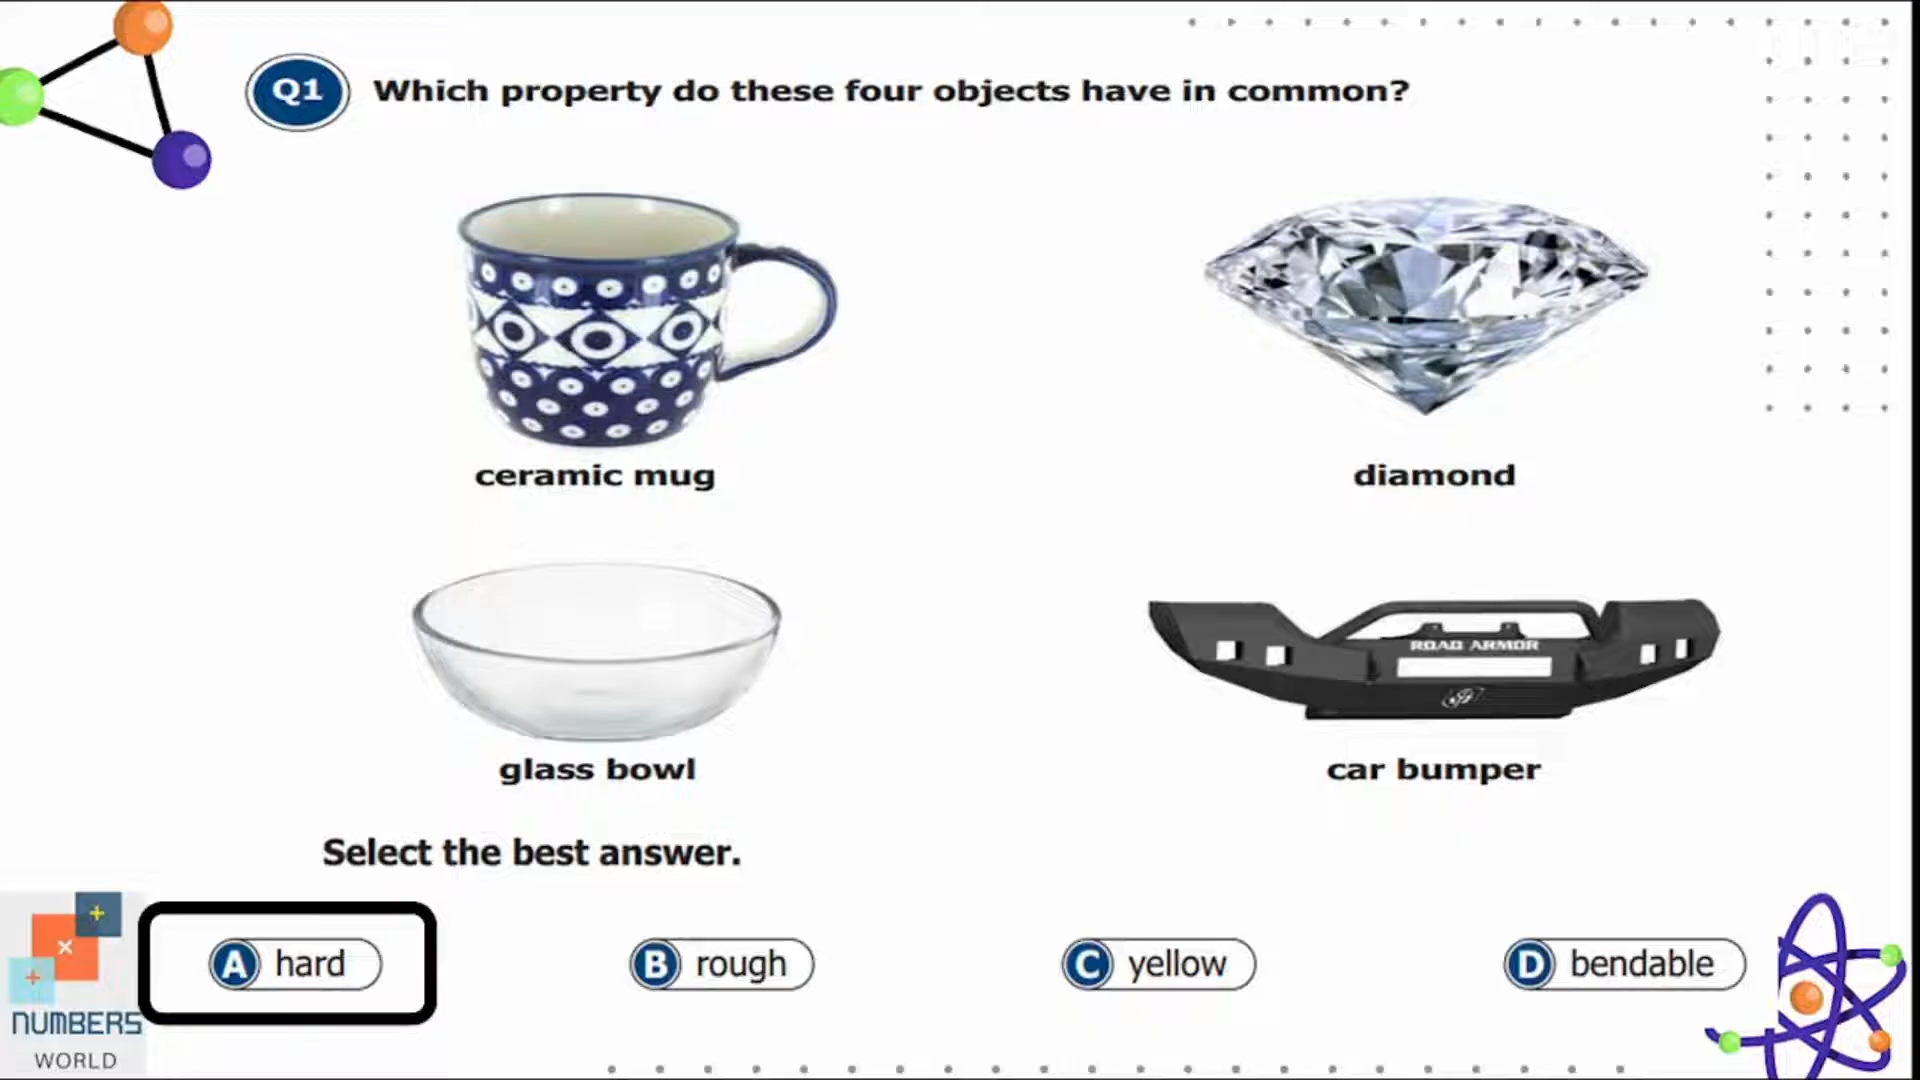 Q1 Which property do these four objects have in common?
ceramic mug
diamond
ROAD ARMOR
glass bowl
car bumper
Select the best answer.
A hard
B rough
C yellow
D bendable
+
×
+
NUMBERS
WORLD